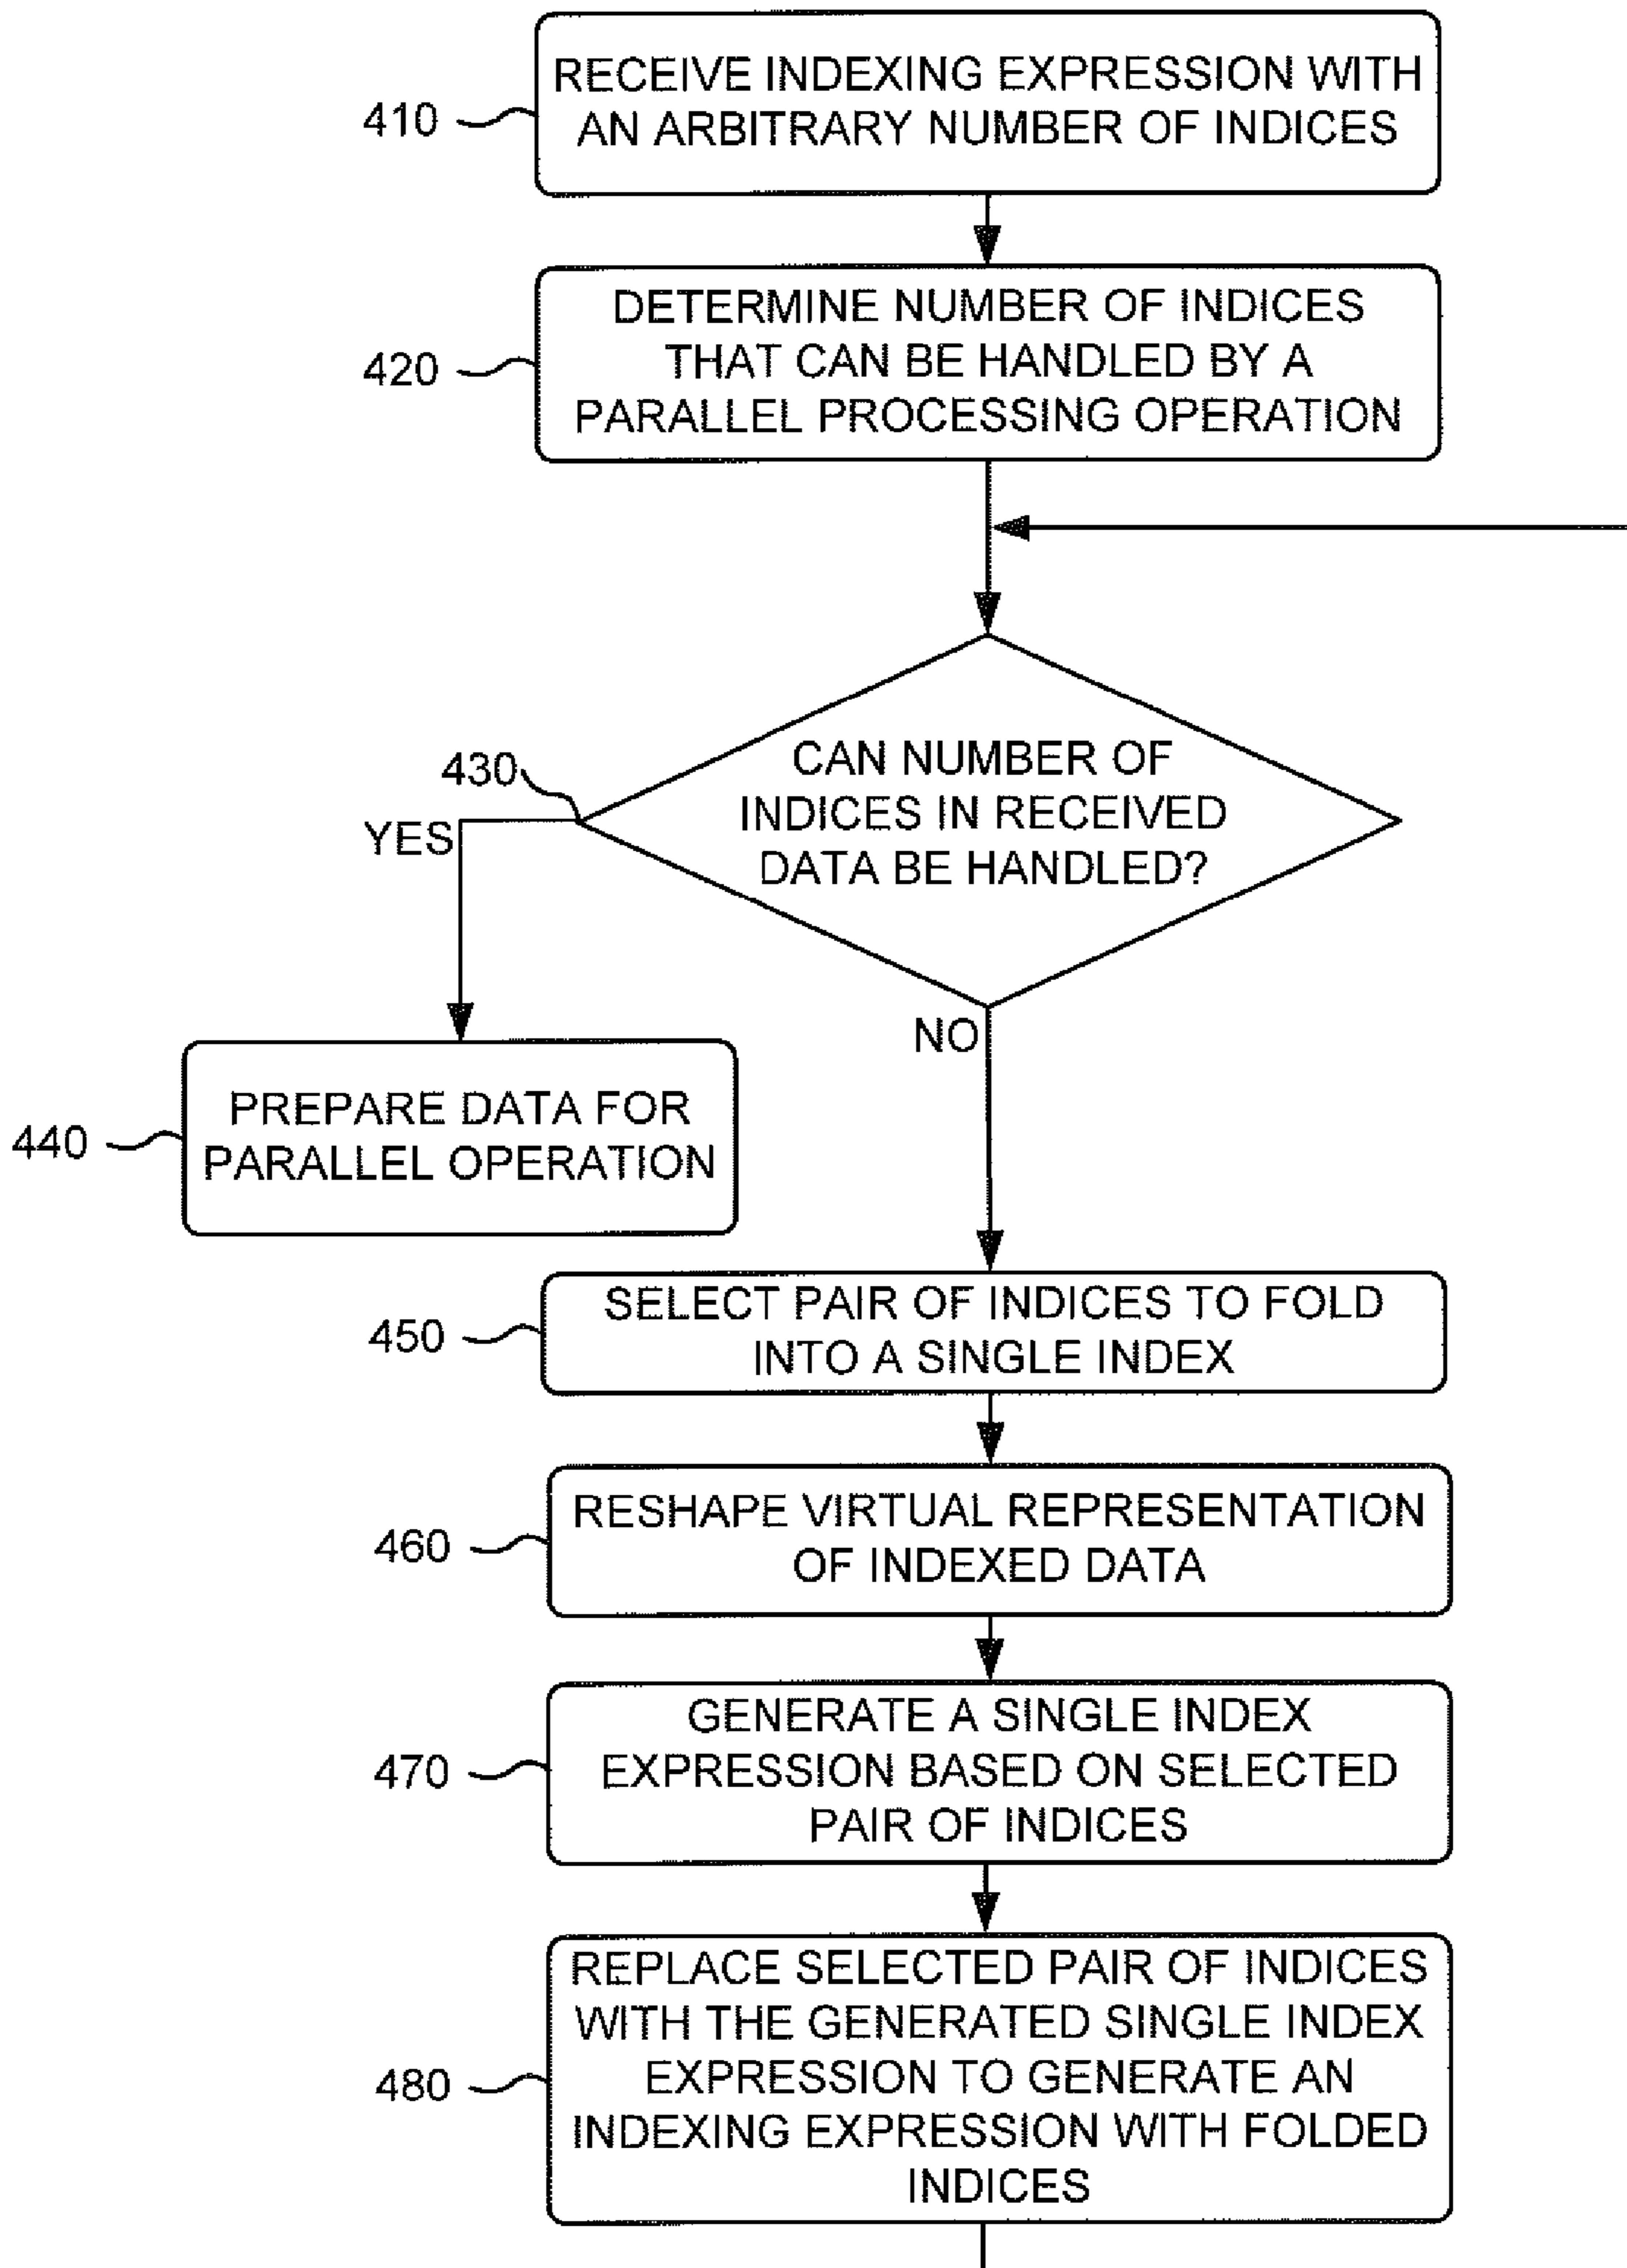 RECEIVE INDEXING EXPRESSION WITH
AN ARBITRARY NUMBER OF INDICES
410
DETERMINE NUMBER OF INDICES
THAT CAN BE HANDLED BY A
PARALLEL PROCESSING OPERATION
420
CAN NUMBER OF
INDICES IN RECEIVED
DATA BE HANDLED?
430
YES
NO
PREPARE DATA FOR
PARALLEL OPERATION
440
SELECT PAIR OF INDICES TO FOLD
INTO A SINGLE INDEX
450
RESHAPE VIRTUAL REPRESENTATION
OF INDEXED DATA
460
GENERATE A SINGLE INDEX
EXPRESSION BASED ON SELECTED
PAIR OF INDICES
470
REPLACE SELECTED PAIR OF INDICES
WITH THE GENERATED SINGLE INDEX
EXPRESSION TO GENERATE AN
INDEXING EXPRESSION WITH FOLDED
INDICES
480